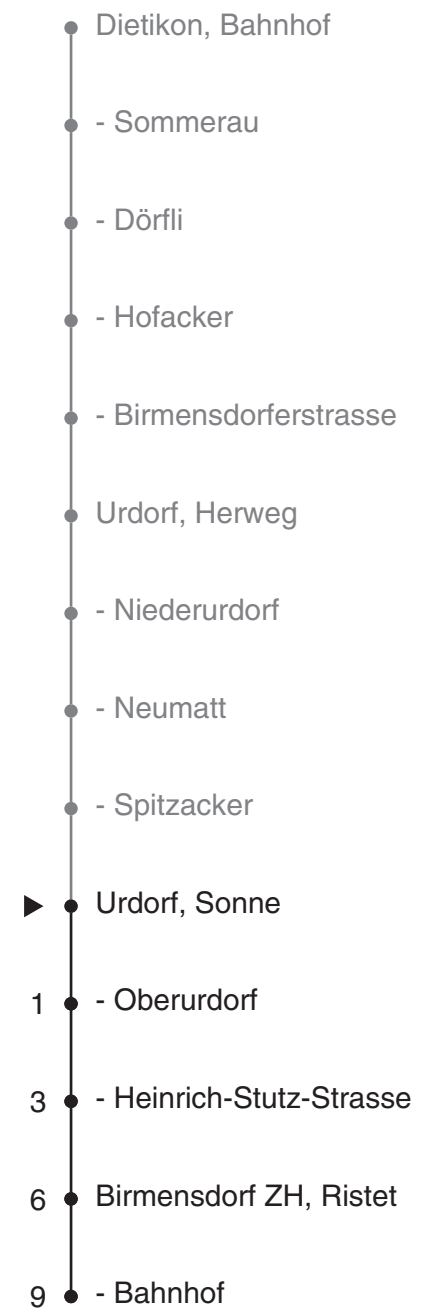 Dietikon, Bahnhof
- Sommerau
- Dörfli
- Hofacker
- Birmensdorferstrasse
Urdorf, Herweg
- Niederurdorf
- Neumatt
- Spitzacker
Urdorf, Sonne
1 - Oberurdorf
3 - Heinrich-Stutz-Strasse
6 Birmensdorf ZH, Ristet
9 - Bahnhof